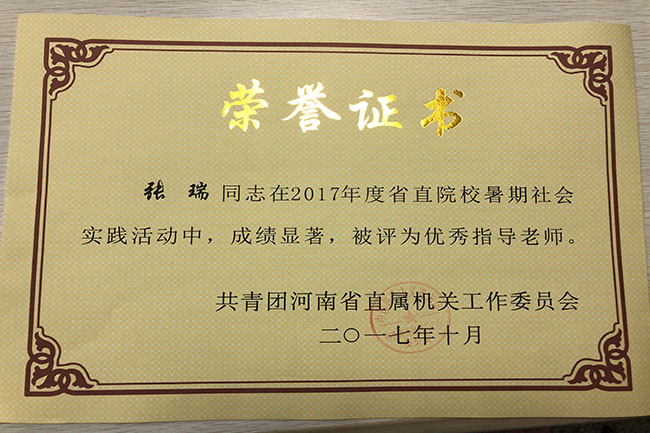 荣誉证书
张 瑞 同志在2017年度省直院校暑期社会
实践活动中，成绩显著，被评为优秀指导老师。
共青团河南省直属机关工作委员会
二〇一七年十月